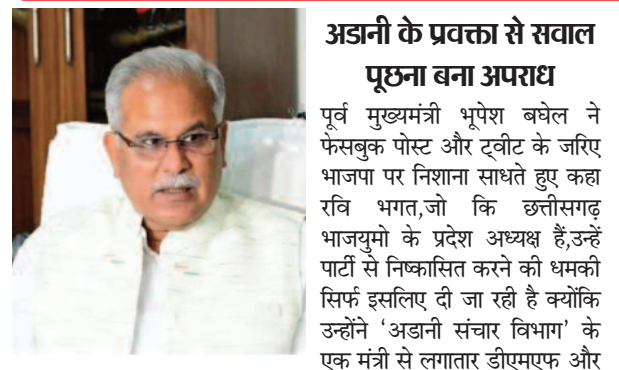 अडानी के प्रवक्ता से सवाल
पूछना बना अपराध
पूर्व मुख्यमंत्री भूपेश बघेल ने
फेसबुक पोस्ट और ट्वीट के जरिए
भाजपा पर निशाना साधते हुए कहा
रवि भगत,जो कि छत्तीसगढ़
भाजयुमो के प्रदेश अध्यक्ष हैं,उन्हें
पार्टी से निष्कासित करने की धमकी
सिर्फ इसलिए दी जा रही है क्योंकि
उन्होंने ‘अडानी संचार विभाग’ के
एक मंत्री से लगातार डीएमएफ और